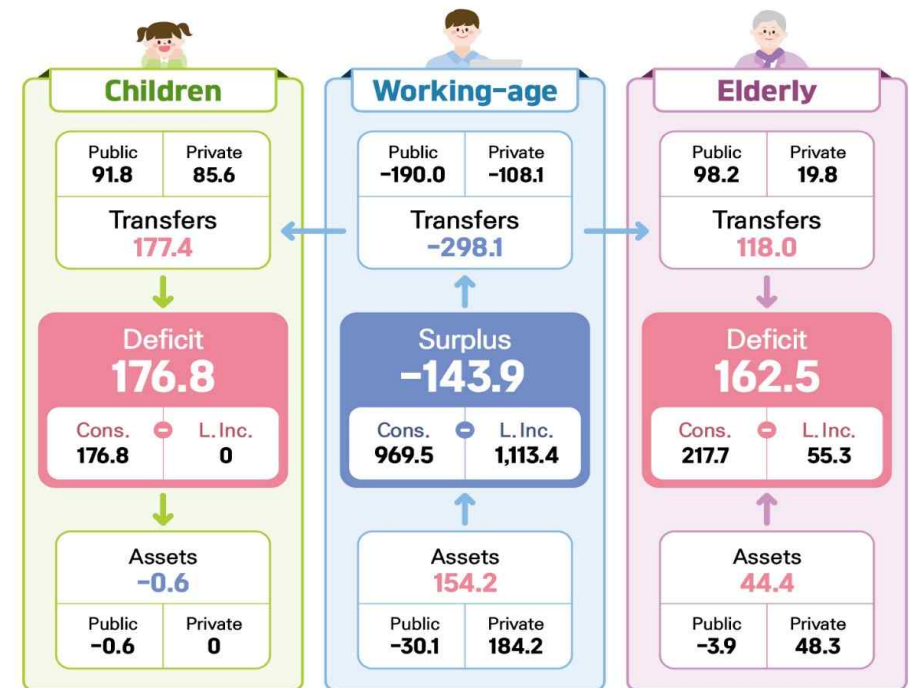 Children
Public Private
91.8 85.6
Transfers
177.4
Deficit
176.8
Cons. - L. Inc.
176.8 0
Assets
-0.6
Public Private
-0.6 0
Working-age
Public Private
-190.0 -108.1
Transfers
-298.1
Surplus
-143.9
Cons. - L. Inc.
969.5 1,113.4
Assets
154.2
Public Private
-30.1 184.2
Elderly
Public Private
98.2 19.8
Transfers
118.0
Deficit
162.5
Cons. - L. Inc.
217.7 55.3
Assets
44.4
Public Private
-3.9 48.3